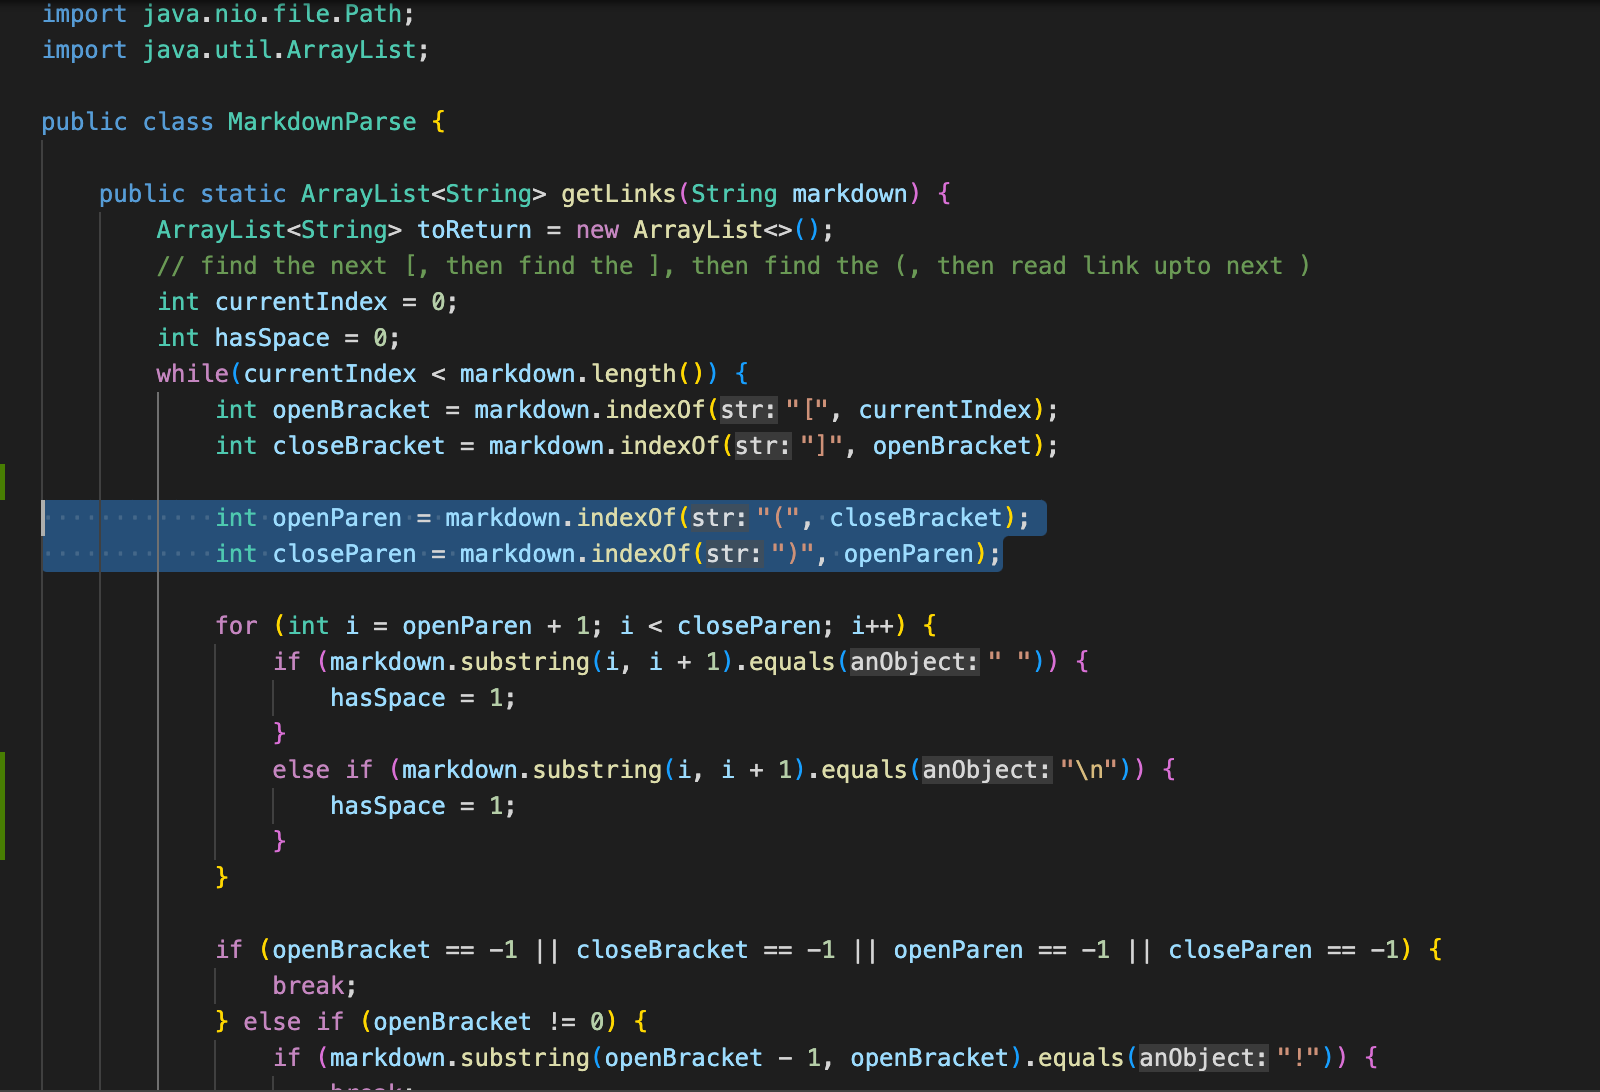 import java.nio.file.Path;
import java.util.ArrayList;
public class MarkdownParse {
public static ArrayList<String> getLinks(String markdown) {
ArrayList<String> toReturn = new ArrayList<>();
// find the next [, then find the ], then find the (, then read link upto next )
int currentIndex = 0;
int hasSpace = 0;
while(currentIndex < markdown.length()) {
int openBracket = markdown.indexOf(str: "[", currentIndex);
int closeBracket = markdown.indexOf(str: "]", openBracket);
int openParen = markdown.indexOf(str: "(", closeBracket);
int closeParen = markdown.indexOf(str: ")", openParen);
for (int i = openParen + 1; i < closeParen; i++) {
if (markdown.substring(i, i + 1).equals(anObject: " ")) {
hasSpace = 1;
}
else if (markdown.substring(i, i + 1).equals(anObject: "\n")) {
hasSpace = 1;
}
}
if (openBracket == -1 || closeBracket == -1 || openParen == -1 || closeParen == -1) {
break;
} else if (openBracket != 0) {
if (markdown.substring(openBracket - 1, openBracket).equals(anObject: "!")) {
break;